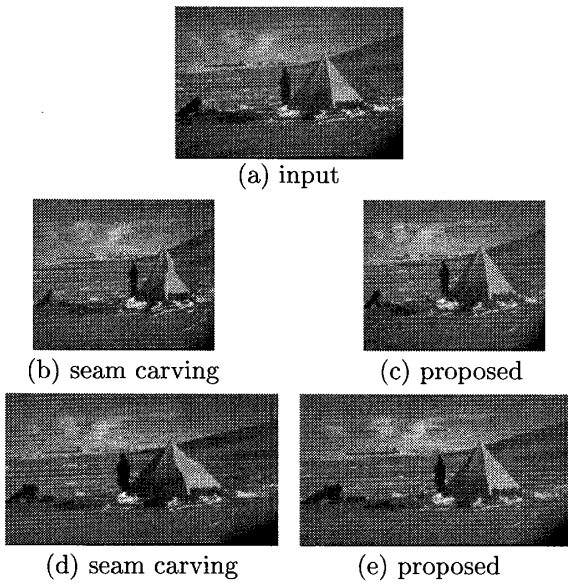 (a) input
(b) seam carving
(c) proposed
(d) seam carving
(e) proposed